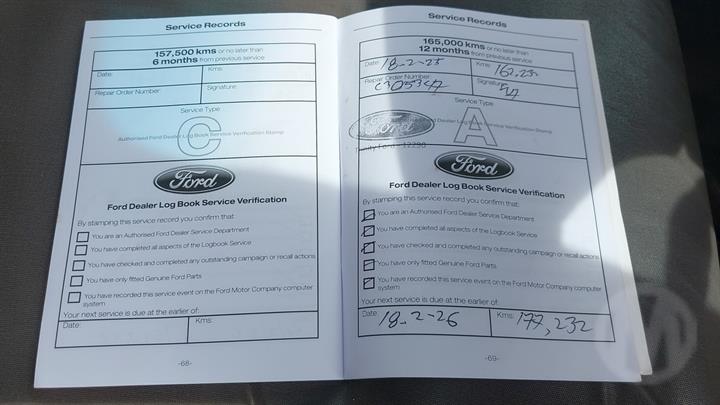 Service Records
157,500 kms or no later than
6 months from previous service
Date:
Kms:
Repair Order Number:
Signature:
Service Type
C
Authorised Ford Dealer Log Book Service Verification Stamp
Ford
Ford Dealer Log Book Service Verification
By stamping this service record you confirm that:
You are an Authorised Ford Dealer Service Department
You have completed all aspects of the Logbook Service
You have checked and completed any outstanding campaign or recall actions
You have only fitted Genuine Ford Parts
You have recorded this service event on the Ford Motor Company computer
system
Your next service is due at the earlier of:
Date:
Kms:
-68-
Service Records
165,000 kms or no later than
12 months from previous service
Date: 18-2-25
Kms:
Repair Order Number:
C305347
Signature:
Service Type
A
Ford Dealer Log Book Service Verification Stamp
Ford
Ford - 12290
Ford
Ford Dealer Log Book Service Verification
By stamping this service record you confirm that:
You are an Authorised Ford Dealer Service Department
You have completed all aspects of the Logbook Service
You have checked and completed any outstanding campaign or recall actions
You have only fitted Genuine Ford Parts
You have recorded this service event on the Ford Motor Company computer
system
Your next service is due at the earlier of:
Date: 18-2-26
Kms: 177,232
-69-